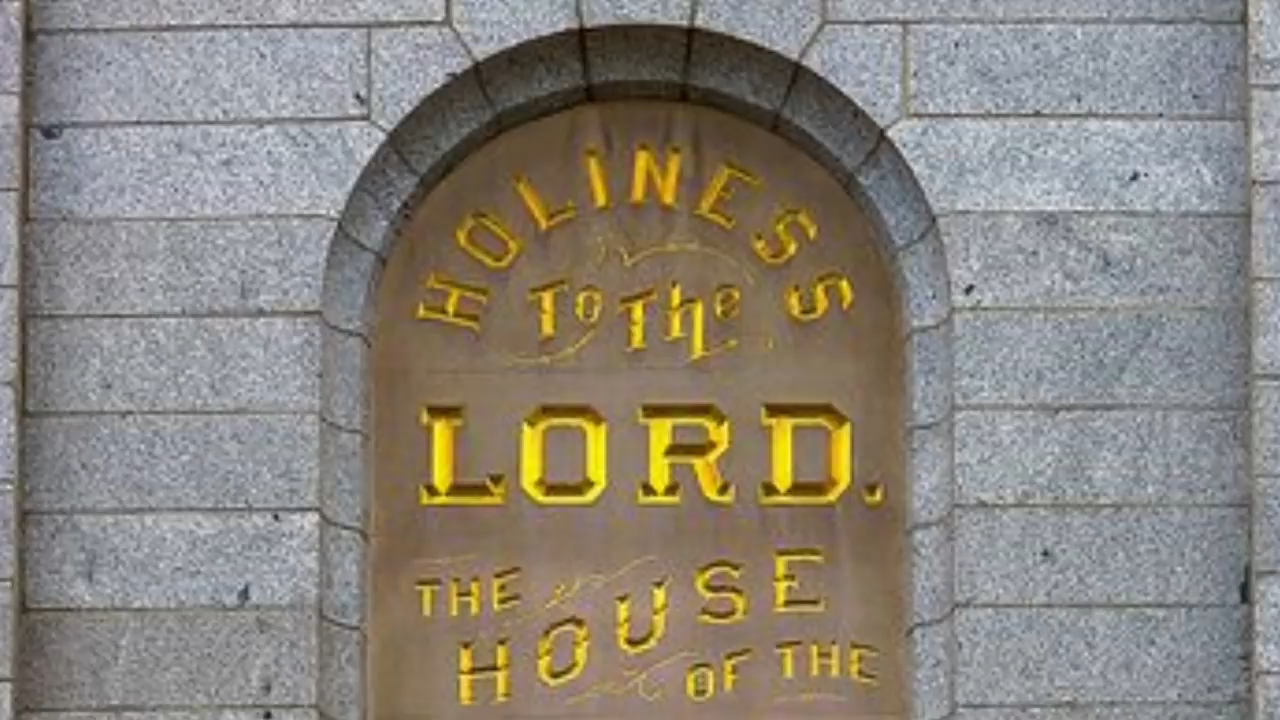 HOLINESS
To The
LORD.
THE HOUSE
OF THE